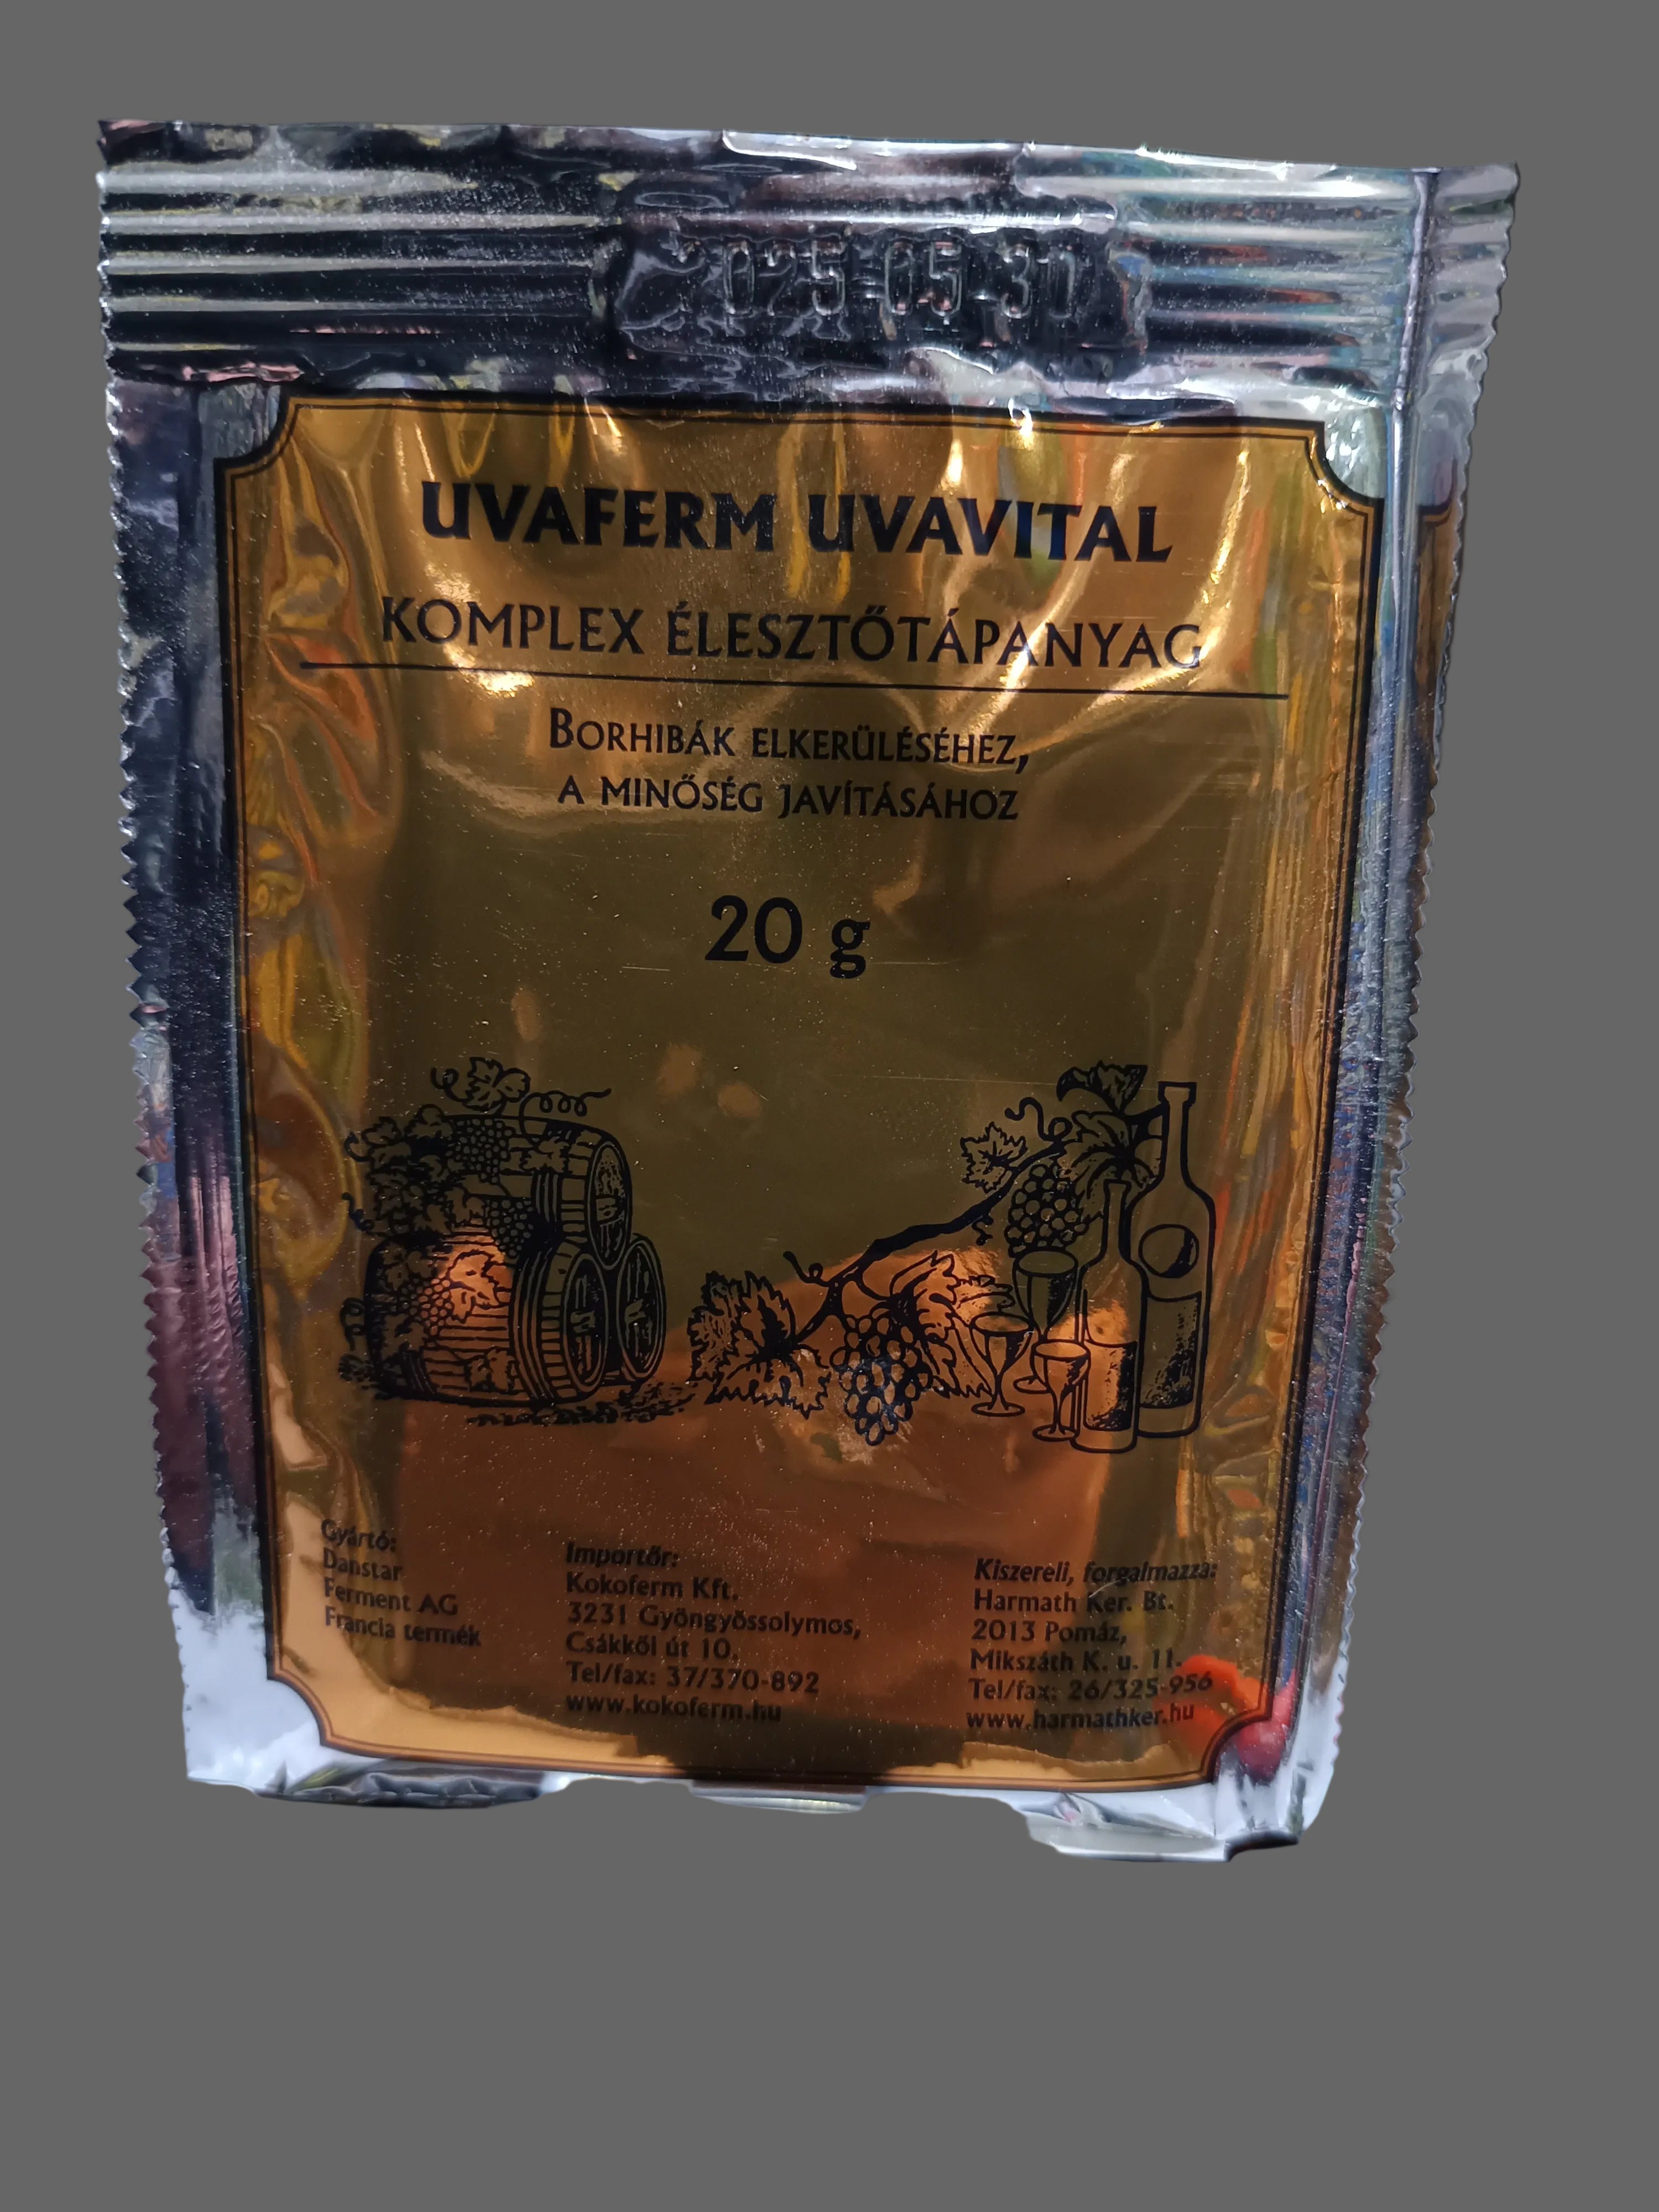 2025 05 30
UVAFERM UVAVITAL
KOMPLEX ÉLESZTŐTÁPANYAG
BORHIBÁK ELKERÜLÉSÉHEZ,
A MINŐSÉG JAVÍTÁSÁHOZ
20 g
Gyártó:
Danstar
Ferment AG
Francia termék
Importőr:
Kokoferm Kft.
3231 Gyöngyössolymos,
Csákkői út 10.
Tel/fax: 37/370-892
www.kokoferm.hu
Kiszereli, forgalmazza:
Harmath Ker. Bt.
2013 Pomáz,
Mikszáth K. u. 11.
Tel/fax: 26/325-956
www.harmathker.hu